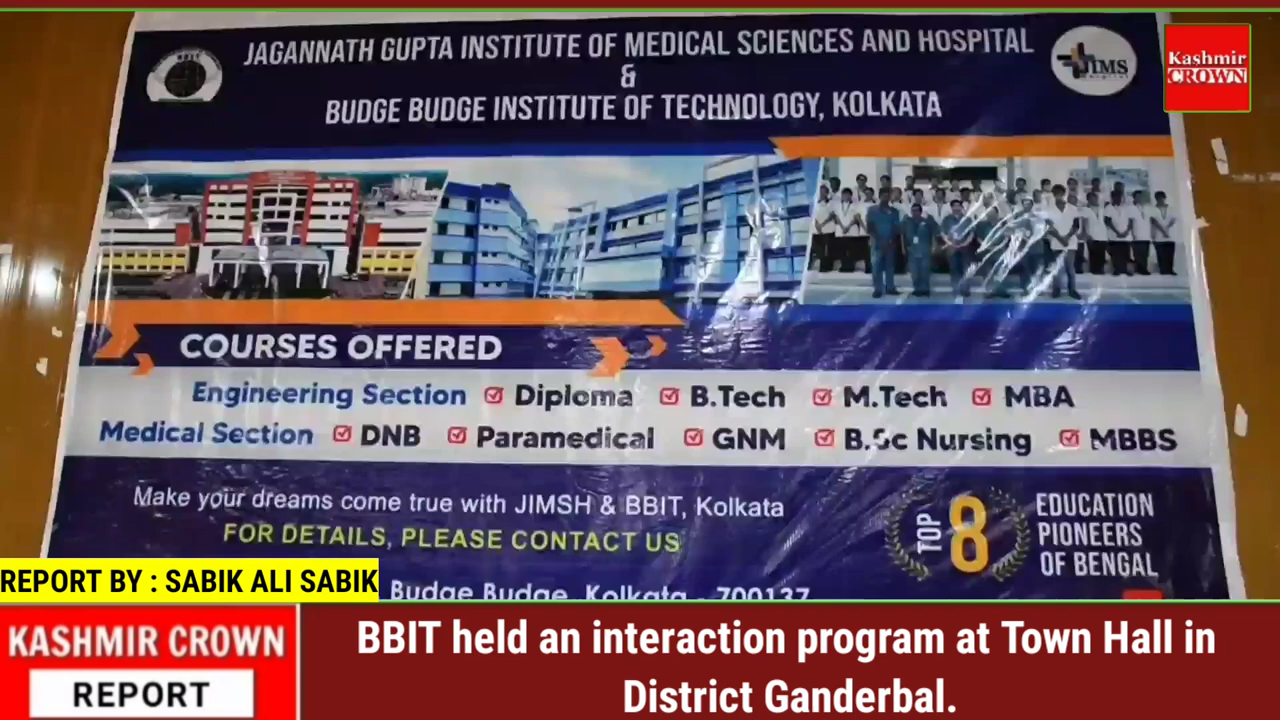 JAGANNATH GUPTA INSTITUTE OF MEDICAL SCIENCES AND HOSPITAL
&
BUDGE BUDGE INSTITUTE OF TECHNOLOGY, KOLKATA
JIMS
Kashmir
CROWN
COURSES OFFERED
Engineering Section Diploma B.Tech M.Tech MBA
Medical Section DNB Paramedical GNM B.Sc Nursing MBBS
Make your dreams come true with JIMSH & BBIT, Kolkata
FOR DETAILS, PLEASE CONTACT US
TOP 8
EDUCATION
PIONEERS
OF BENGAL
REPORT BY : SABIK ALI SABIK
Budge Budge, Kolkata - 700137
KASHMIR CROWN
REPORT
BBIT held an interaction program at Town Hall in
District Ganderbal.